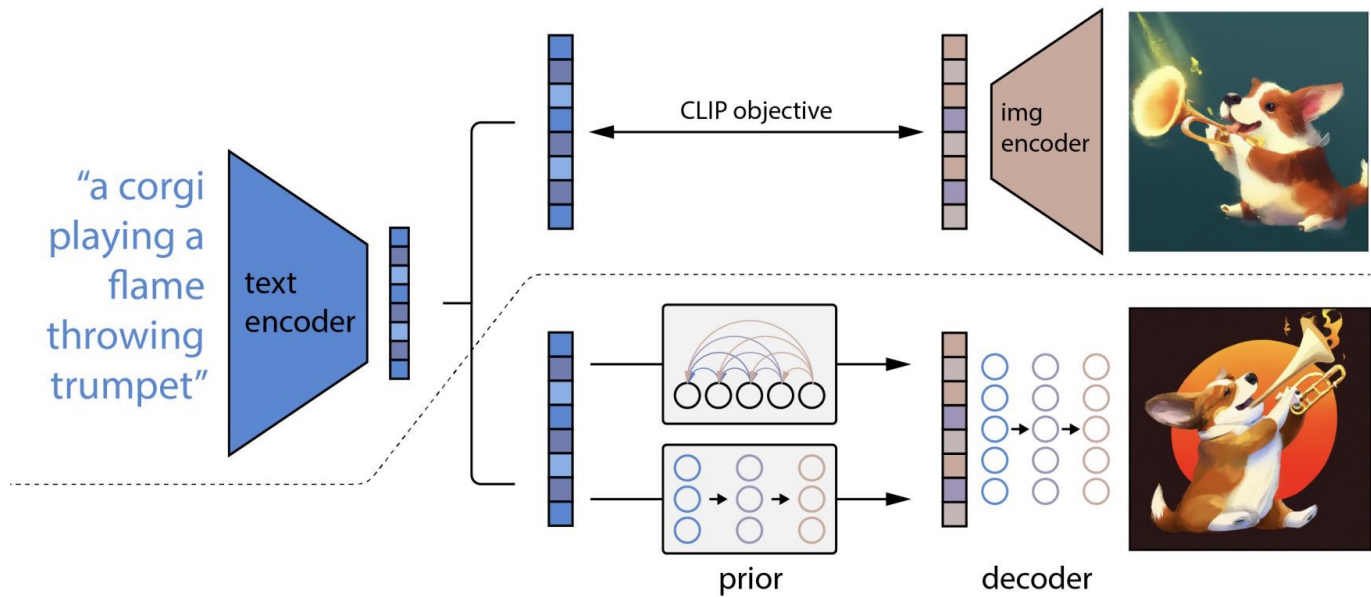 “a corgi
playing a
flame
throwing
trumpet”
text
encoder
CLIP objective
img
encoder
prior
decoder